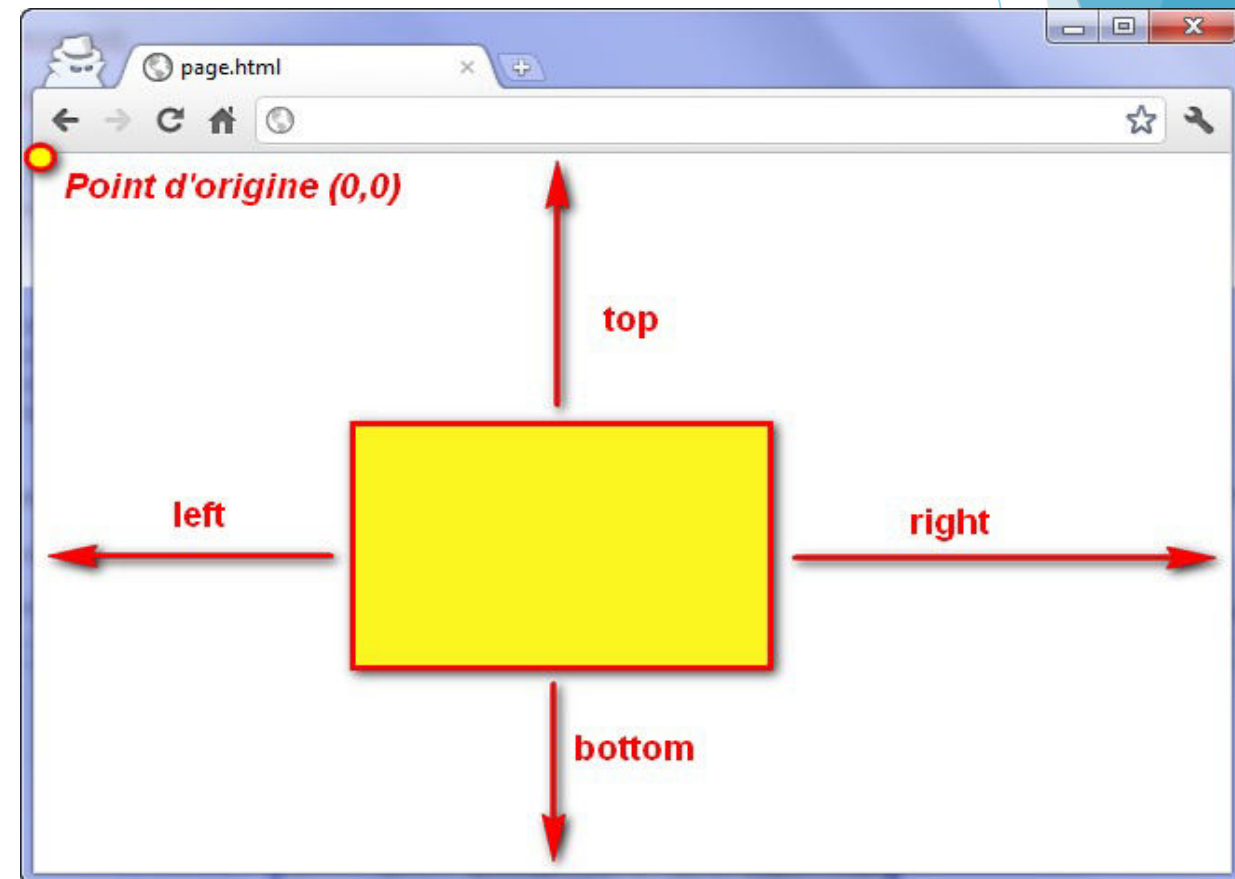 page.html
Point d'origine (0,0)
top
left
right
bottom